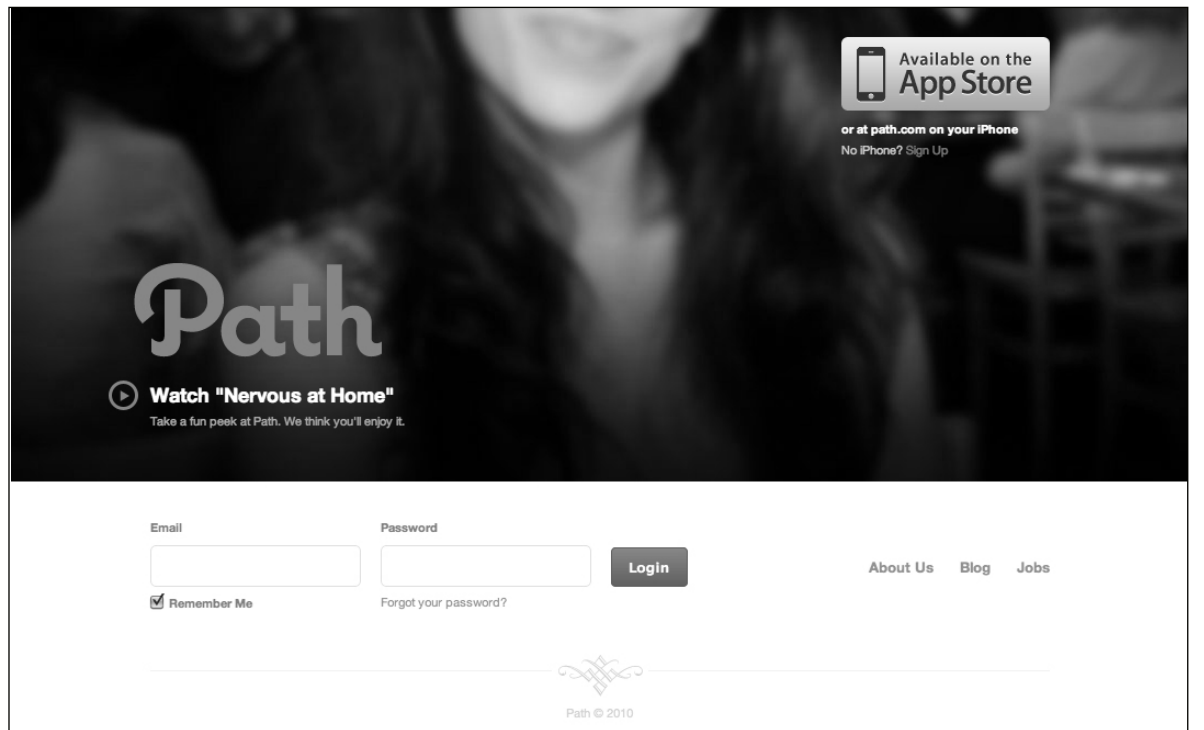 Available on the
App Store
or at path.com on your iPhone
No iPhone? Sign Up
Path
Watch "Nervous at Home"
Take a fun peek at Path. We think you'll enjoy it.
Email
Password
Login
About Us
Blog
Jobs
Remember Me
Forgot your password?
Path © 2010